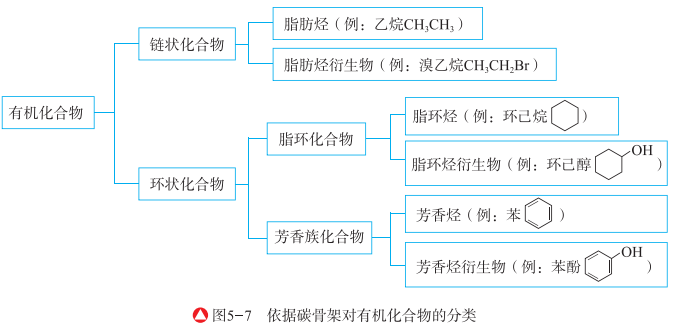 脂肪烃（例：乙烷CH₃CH₃）
链状化合物
脂肪烃衍生物（例：溴乙烷CH₃CH₂Br）
有机化合物
脂环烃（例：环己烷）
脂环化合物
脂环烃衍生物（例：环己醇OH）
环状化合物
芳香烃（例：苯）
芳香族化合物
芳香烃衍生物（例：苯酚OH）
图5-7 依据碳骨架对有机化合物的分类